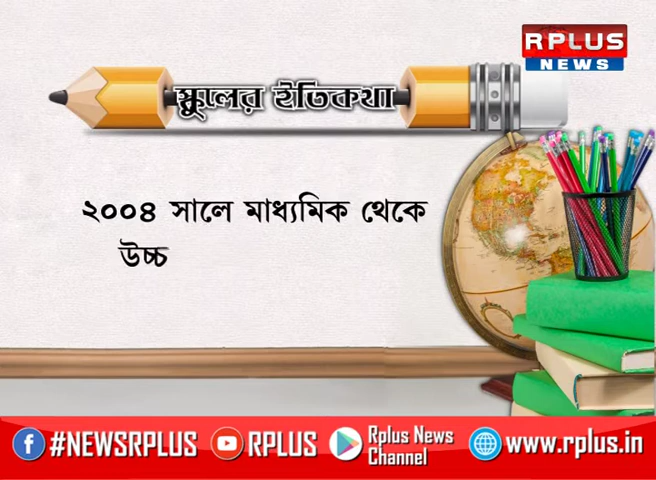 RPLUS
NEWS
স্কুলের ইতিকথা
২০০৪ সালে মাধ্যমিক থেকে
উচ্চ
#NEWSRPLUS
RPLUS
Rplus News
Channel
www.rplus.in